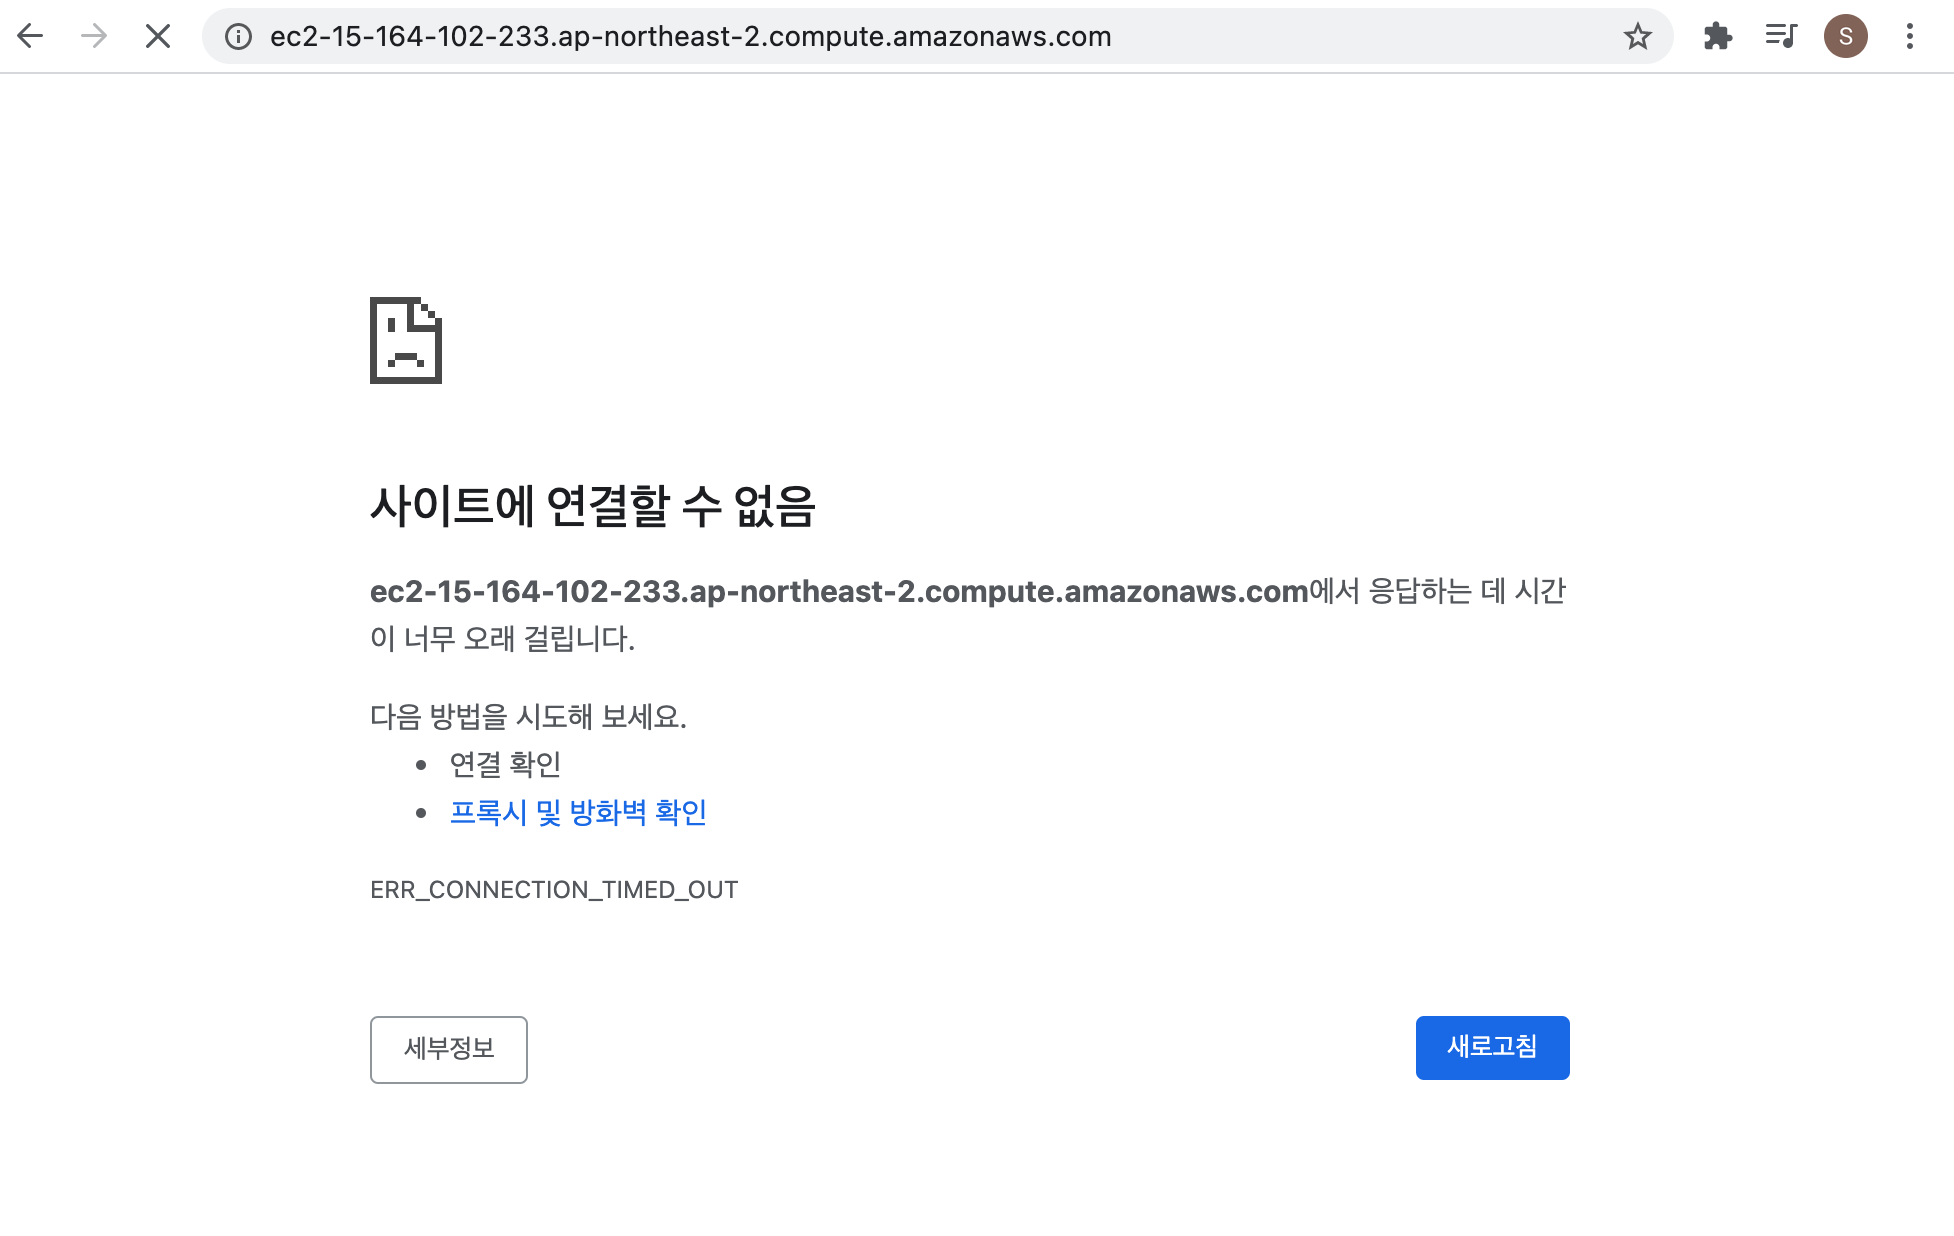 ec2-15-164-102-233.ap-northeast-2.compute.amazonaws.com
S
사이트에 연결할 수 없음
ec2-15-164-102-233.ap-northeast-2.compute.amazonaws.com에서 응답하는 데 시간
이 너무 오래 걸립니다.
다음 방법을 시도해 보세요.
• 연결 확인
• 프록시 및 방화벽 확인
ERR_CONNECTION_TIMED_OUT
세부정보
새로고침